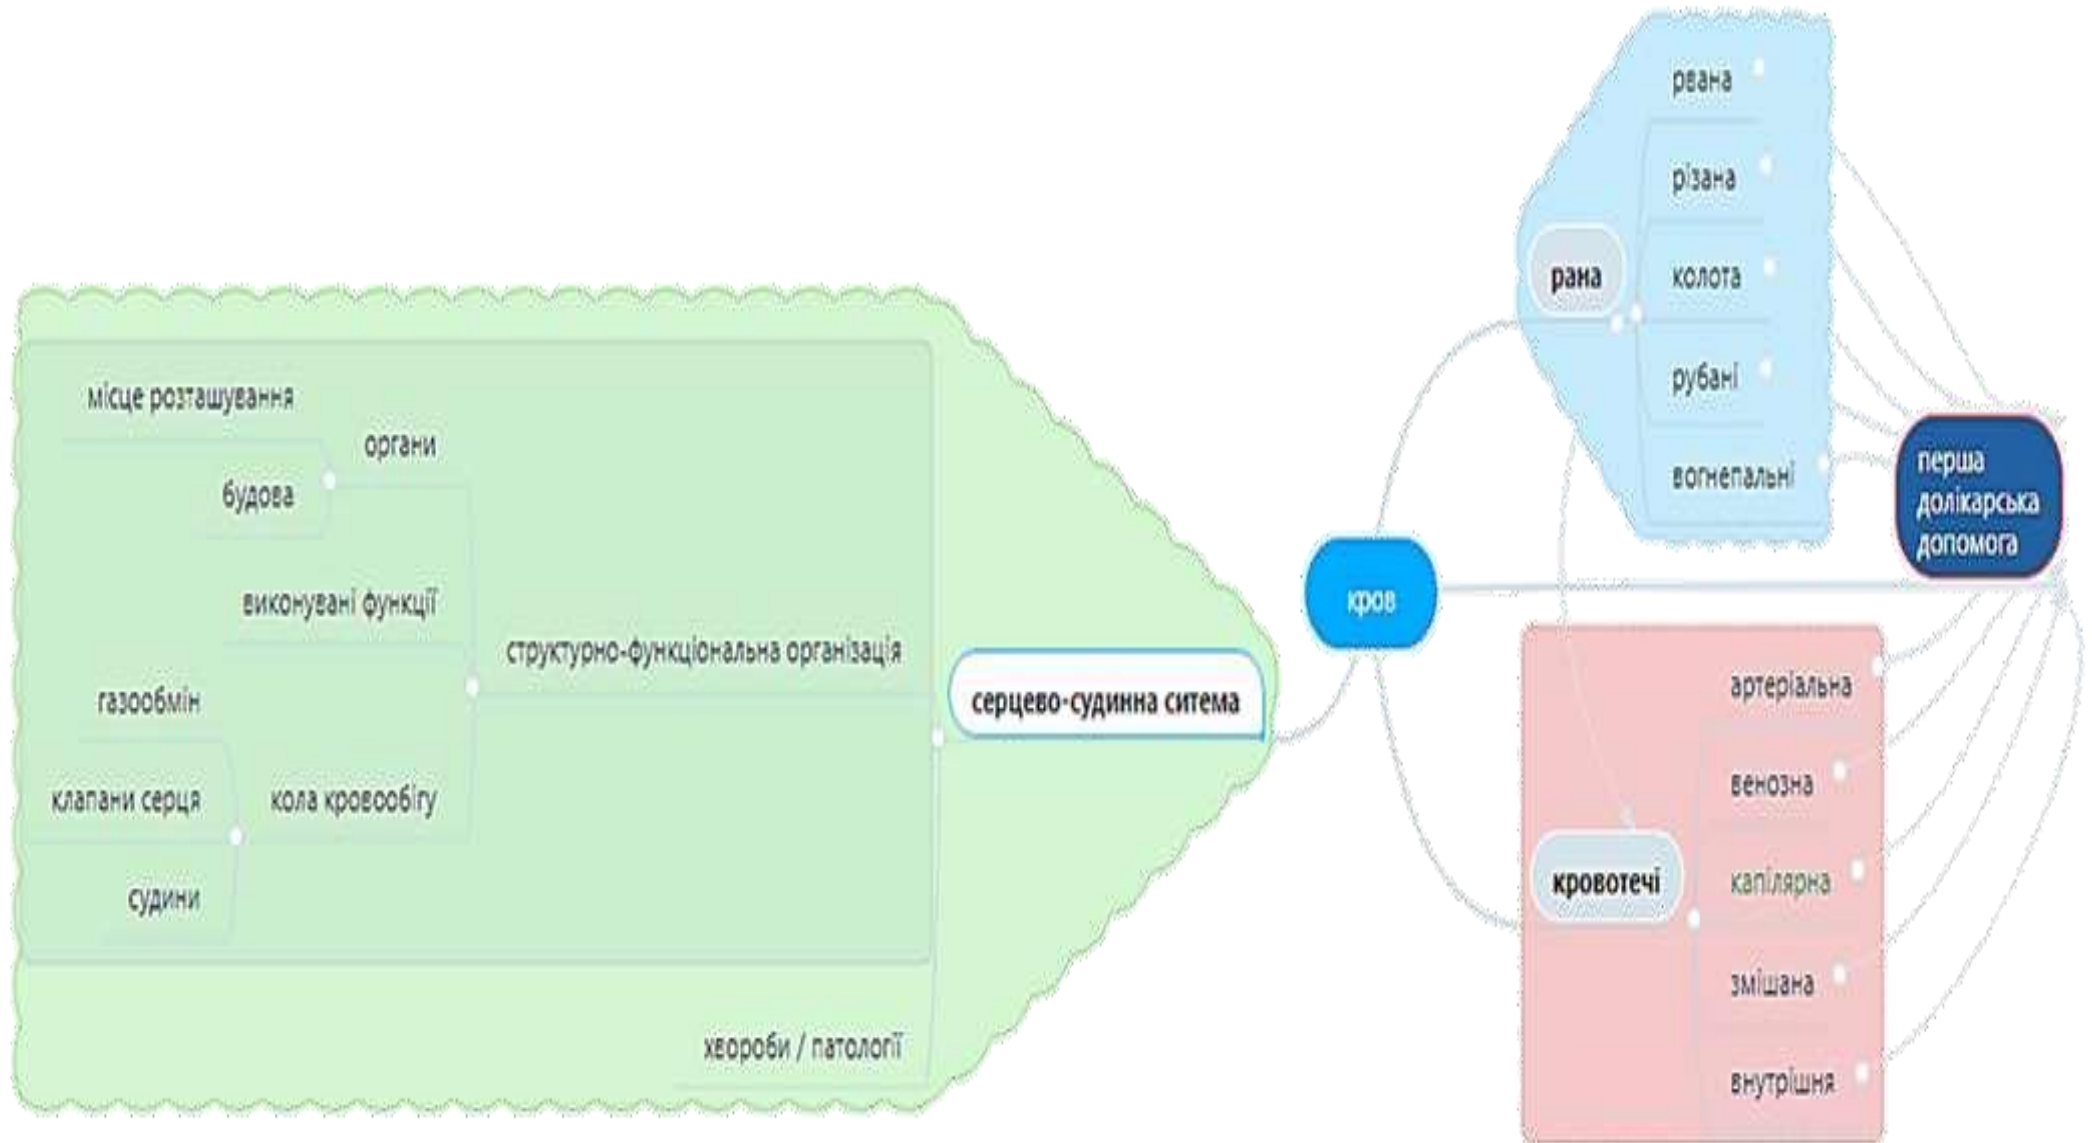 місце розташування
органи
будова
виконувані функції
структурно-функціональна організація
газообмін
клапани серця
кола кровообігу
судини
хвороби / патології
серцево-судинна ситема
кров
рана
рвана
різана
колота
рубані
вогнепальні
перша
долікарська
допомога
кровотечі
артеріальна
венозна
капілярна
змішана
внутрішня